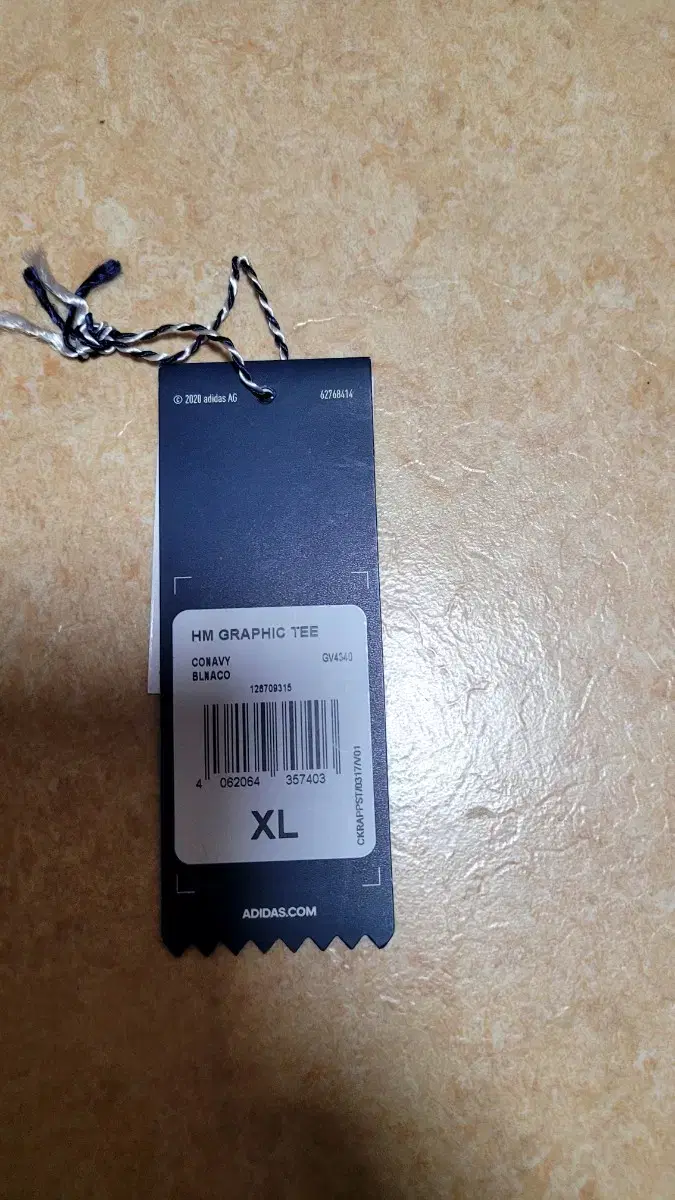 © 2020 adidas AG 62768414
HM GRAPHIC TEE
CONAVY GV4340
BLNACO
126709315
4 062064 357403
CKRAPPST/0317/V01
XL
ADIDAS.COM